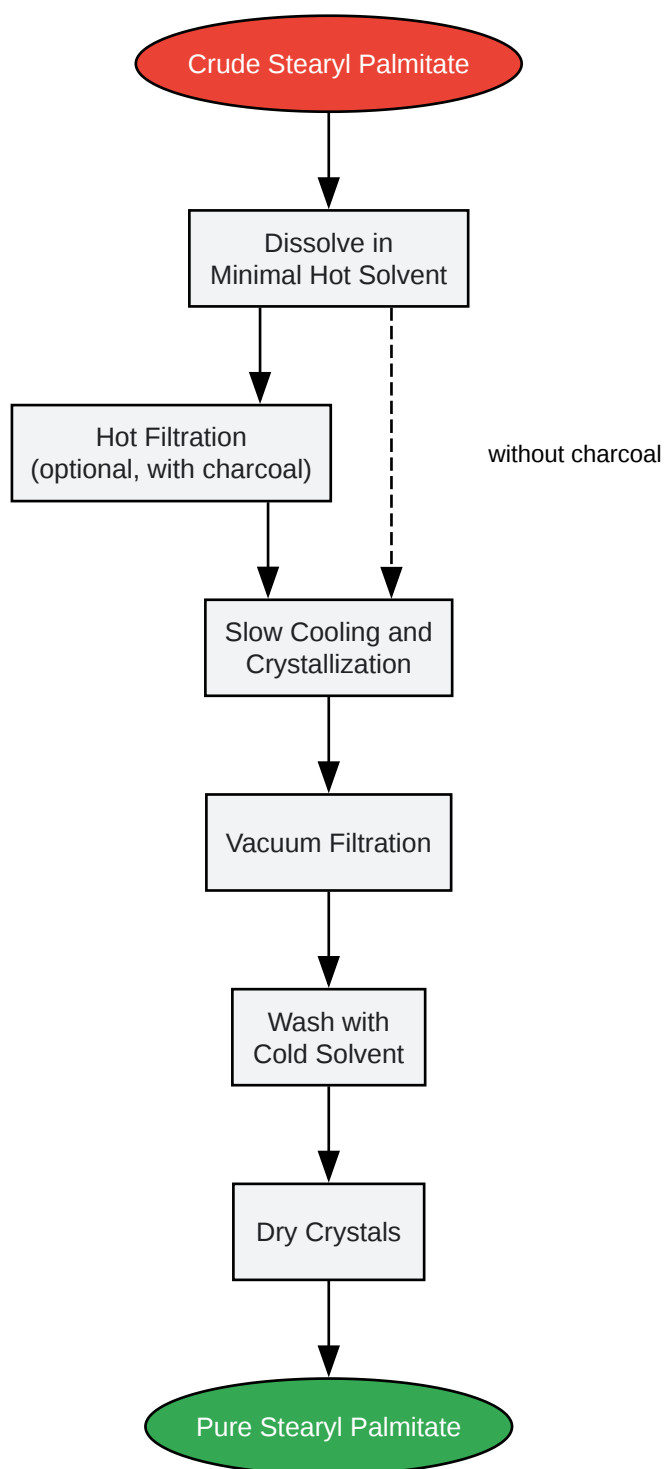 Crude Stearyl Palmitate
Dissolve in
Minimal Hot Solvent
Hot Filtration
(optional, with charcoal)
without charcoal
Slow Cooling and
Crystallization
Vacuum Filtration
Wash with
Cold Solvent
Dry Crystals
Pure Stearyl Palmitate